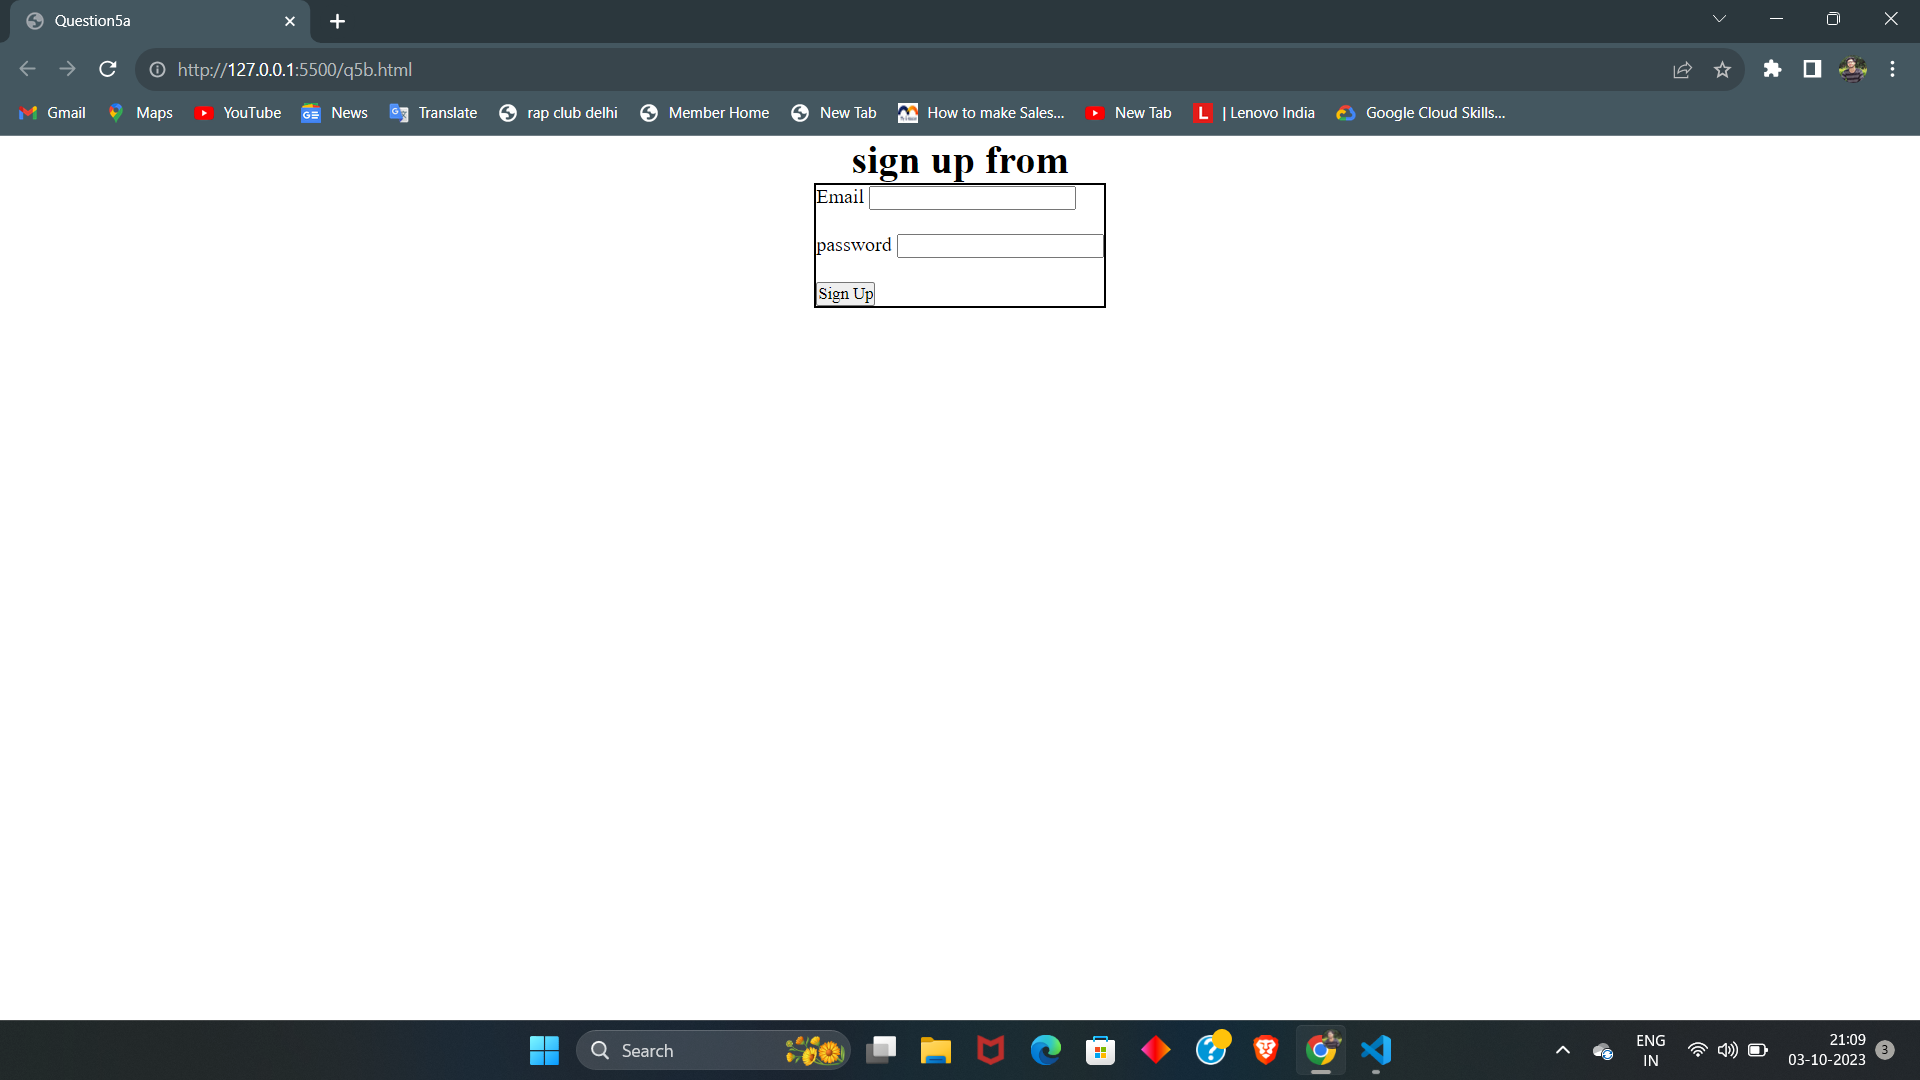 Question5a
http://127.0.0.1:5500/q5b.html
Gmail Maps YouTube News Translate rap club delhi Member Home New Tab How to make Sales... New Tab L | Lenovo India Google Cloud Skills...
sign up from
Email
password
Sign Up
Search
ENG
IN
21:09
03-10-2023
3